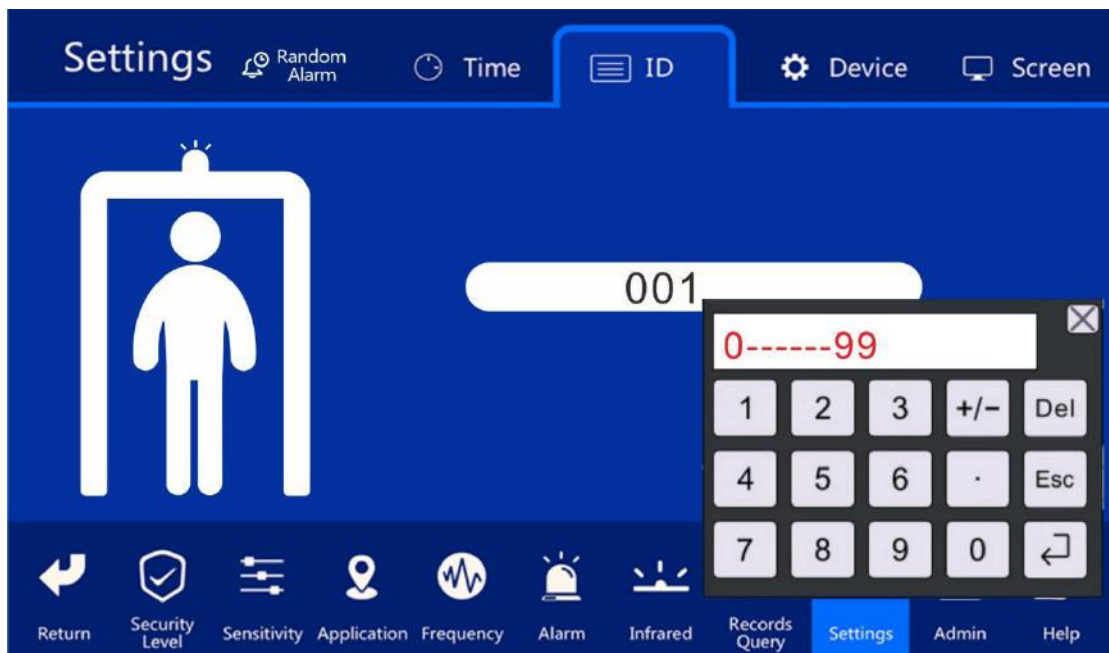 Settings
Random
Alarm
Time
ID
Device
Screen
001
0------99
1 2 3 +/− Del
4 5 6 · Esc
7 8 9 0
Return
Security
Level
Sensitivity
Application
Frequency
Alarm
Infrared
Records
Query
Settings
Admin
Help